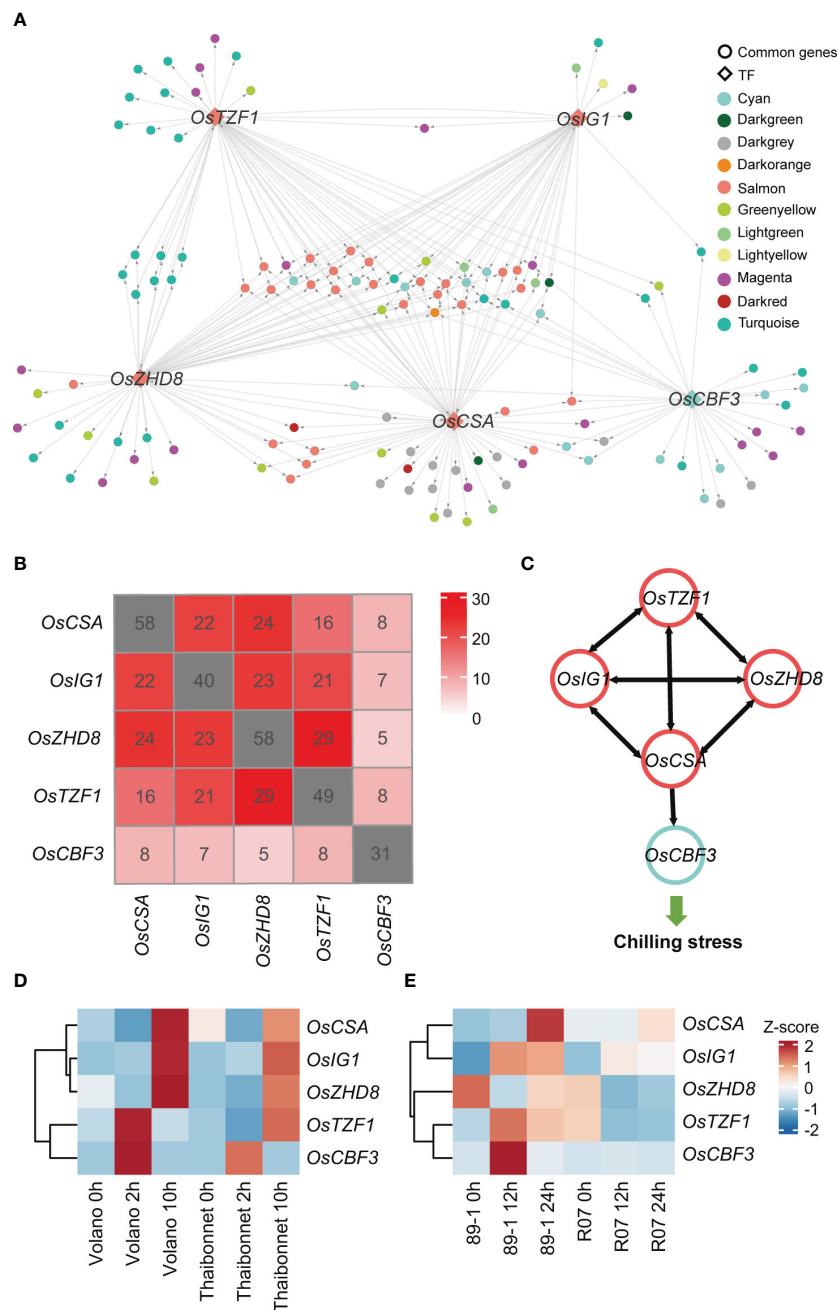 A
OsTZF1
OsIG1
OsZHD8
OsCSA
OsCBF3
Common genes
TF
Cyan
Darkgreen
Darkgrey
Darkorange
Salmon
Greenyellow
Lightgreen
Lightyellow
Magenta
Darkred
Turquoise
B
OsCSA 58 22 24 16 8
OsIG1 22 40 23 21 7
OsZHD8 24 23 58 29 5
OsTZF1 16 21 29 49 8
OsCBF3 8 7 5 8 31
OsCSA
OsIG1
OsZHD8
OsTZF1
OsCBF3
30
20
10
0
C
OsTZF1
OsIG1
OsZHD8
OsCSA
OsCBF3
Chilling stress
D
OsCSA
OsIG1
OsZHD8
OsTZF1
OsCBF3
Volano 0h
Volano 2h
Volano 10h
Thaibonnet 0h
Thaibonnet 2h
Thaibonnet 10h
E
OsCSA
OsIG1
OsZHD8
OsTZF1
OsCBF3
89-1 0h
89-1 12h
89-1 24h
R07 0h
R07 12h
R07 24h
Z-score
2
1
0
-1
-2